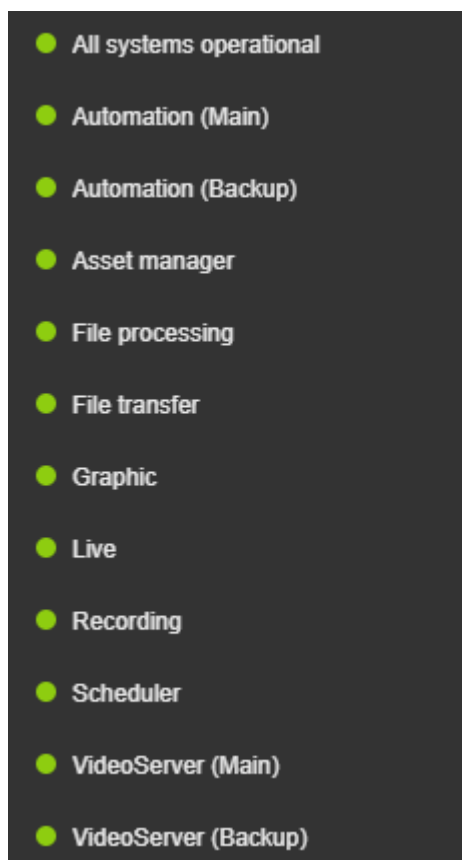 All systems operational
Automation (Main)
Automation (Backup)
Asset manager
File processing
File transfer
Graphic
Live
Recording
Scheduler
VideoServer (Main)
VideoServer (Backup)